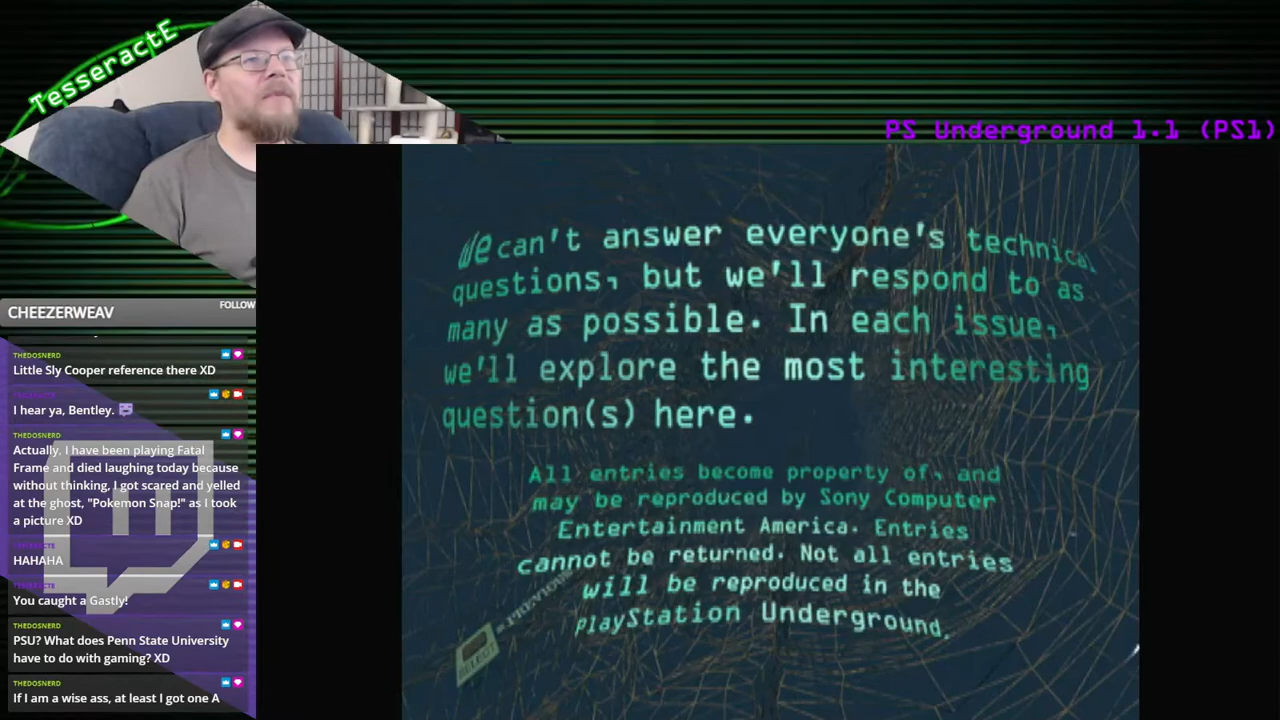 TesseractE
PS Underground 1.1 (PS1)
We can't answer everyone's technical
questions, but we'll respond to as
many as possible. In each issue,
we'll explore the most interesting
question(s) here.
All entries become property of, and
may be reproduced by Sony Computer
Entertainment America. Entries
cannot be returned. Not all entries
will be reproduced in the
PlayStation Underground.
PREVIOUS
SELECT
CHEEZERWEAV
FOLLOW
THEDOSNERD
Little Sly Cooper reference there XD
I hear ya, Bentley.
THEDOSNERD
Actually, I have been playing Fatal
Frame and died laughing today because
without thinking, I got scared and yelled
at the ghost, "Pokemon Snap!" as I took
a picture XD
HAHAHA
You caught a Gastly!
THEDOSNERD
PSU? What does Penn State University
have to do with gaming? XD
THEDOSNERD
If I am a wise ass, at least I got one A